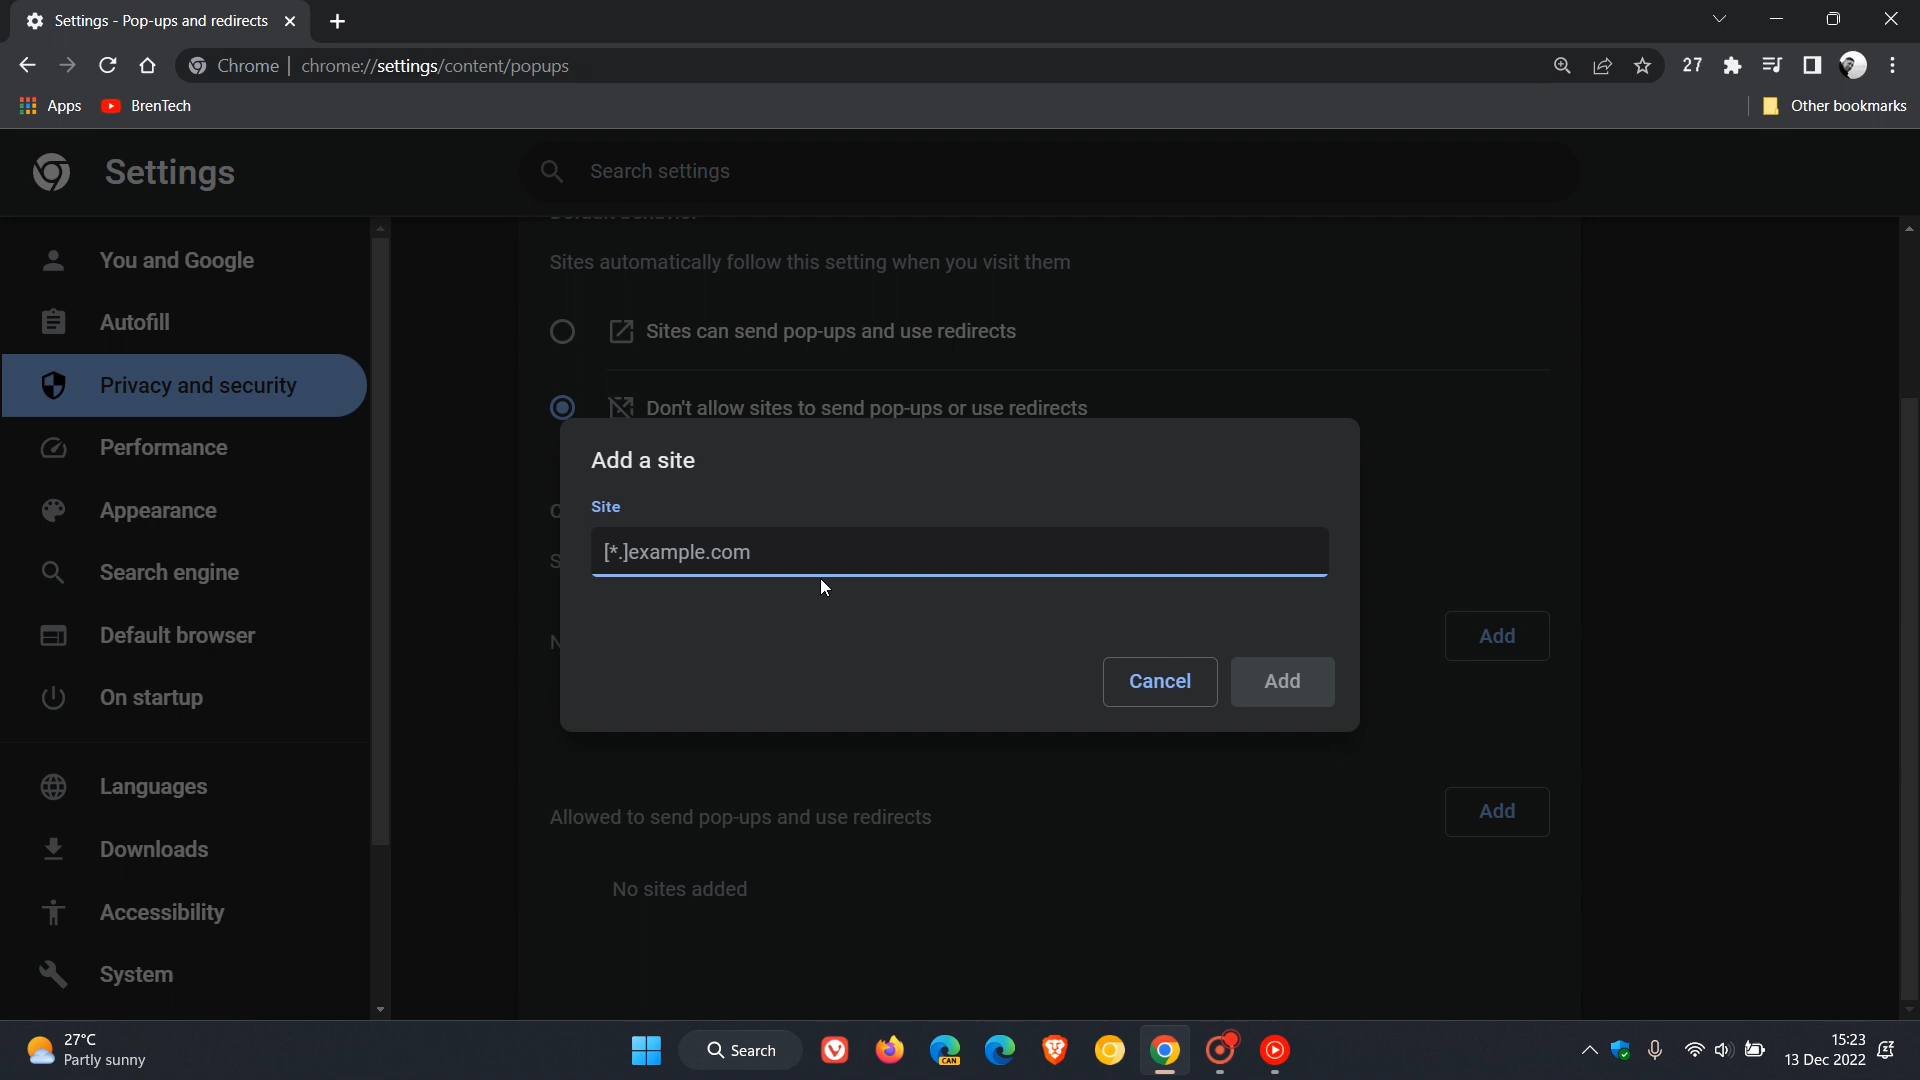 Settings - Pop-ups and redirects
Chrome | chrome://settings/content/popups
27
Apps
BrenTech
Other bookmarks
Settings
Search settings
You and Google
Autofill
Privacy and security
Performance
Appearance
Search engine
Default browser
On startup
Languages
Downloads
Accessibility
System
Sites automatically follow this setting when you visit them
Sites can send pop-ups and use redirects
Don't allow sites to send pop-ups or use redirects
Add a site
Site
[*.]example.com
Cancel
Add
Add
Allowed to send pop-ups and use redirects
Add
No sites added
27°C
Partly sunny
Search
CAN
15:23
13 Dec 2022